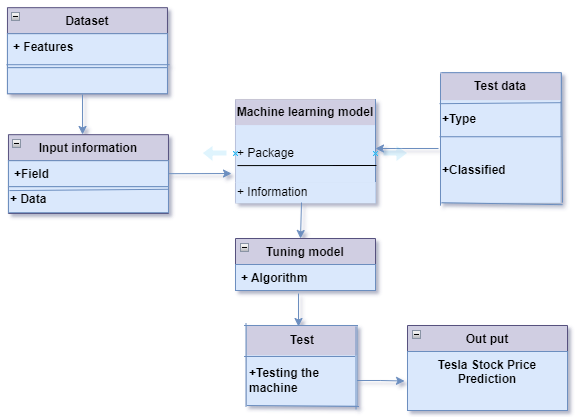 Dataset
+ Features
Input information
+Field
+ Data
Machine learning model
+ Package
+ Information
Test data
+Type
+Classified
Tuning model
+ Algorithm
Test
+Testing the
machine
Out put
Tesla Stock Price
Prediction